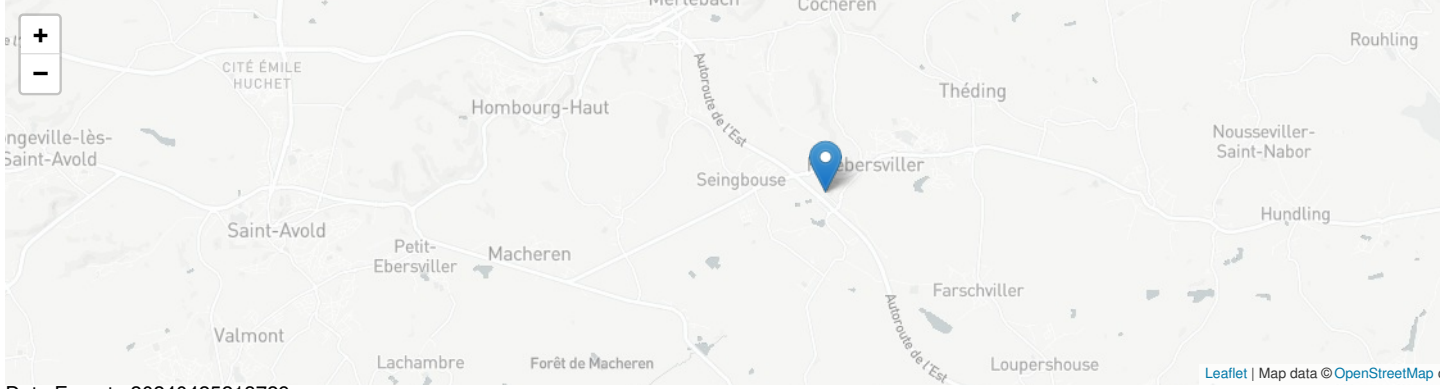 Cocheren
+
Rouhling
−
CITÉ ÉMILE
HUCHET
Autoroute de l'Est
Théding
Hombourg-Haut
ngeville-lès-
Saint-Avold
Nousseviller-
Saint-Nabor
ebersviller
Seingbouse
Hundling
Saint-Avold
Petit-
Ebersviller
Macheren
Farschviller
Autoroute de l'Est
Valmont
Lachambre
Forêt de Macheren
Loupershouse
Leaflet | Map data © OpenStreetMap